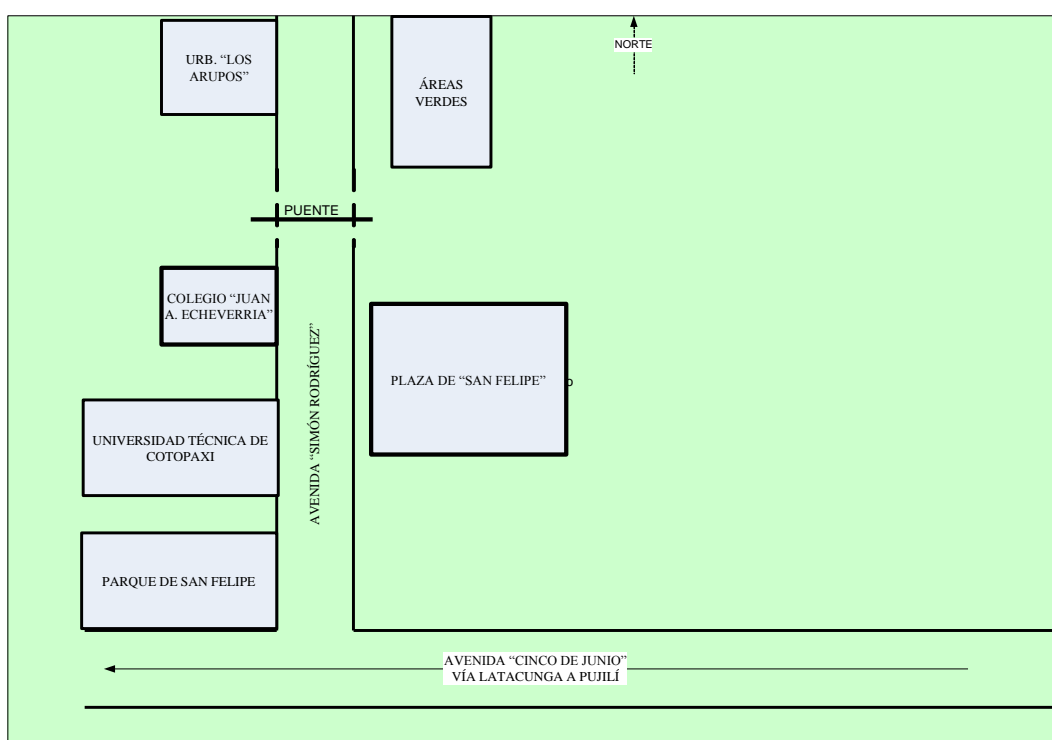 URB. “LOS
ARUPOS”
ÁREAS
VERDES
NORTE
PUENTE
COLEGIO “JUAN
A. ECHEVERRIA”
AVENIDA “SIMÓN RODRÍGUEZ”
PLAZA DE “SAN FELIPE”
UNIVERSIDAD TÉCNICA DE
COTOPAXI
PARQUE DE SAN FELIPE
AVENIDA “CINCO DE JUNIO”
VÍA LATACUNGA A PUJILÍ